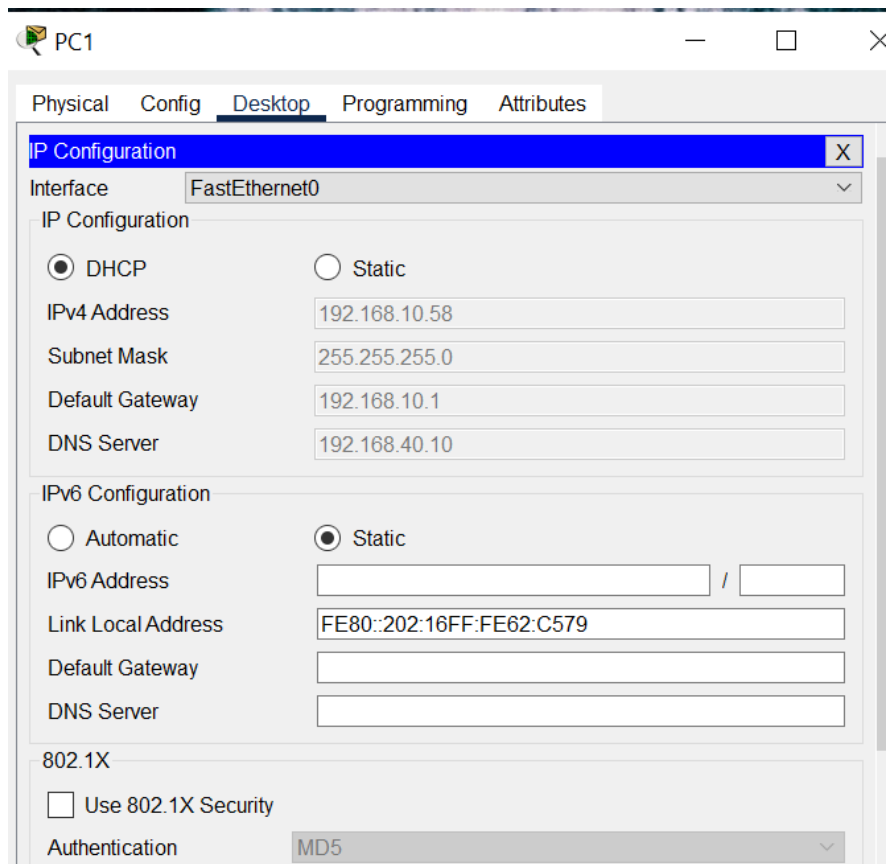 PC1
Physical Config Desktop Programming Attributes
IP Configuration X
Interface FastEthernet0
IP Configuration
DHCP Static
IPv4 Address 192.168.10.58
Subnet Mask 255.255.255.0
Default Gateway 192.168.10.1
DNS Server 192.168.40.10
IPv6 Configuration
Automatic Static
IPv6 Address /
Link Local Address FE80::202:16FF:FE62:C579
Default Gateway
DNS Server
802.1X
Use 802.1X Security
Authentication MD5